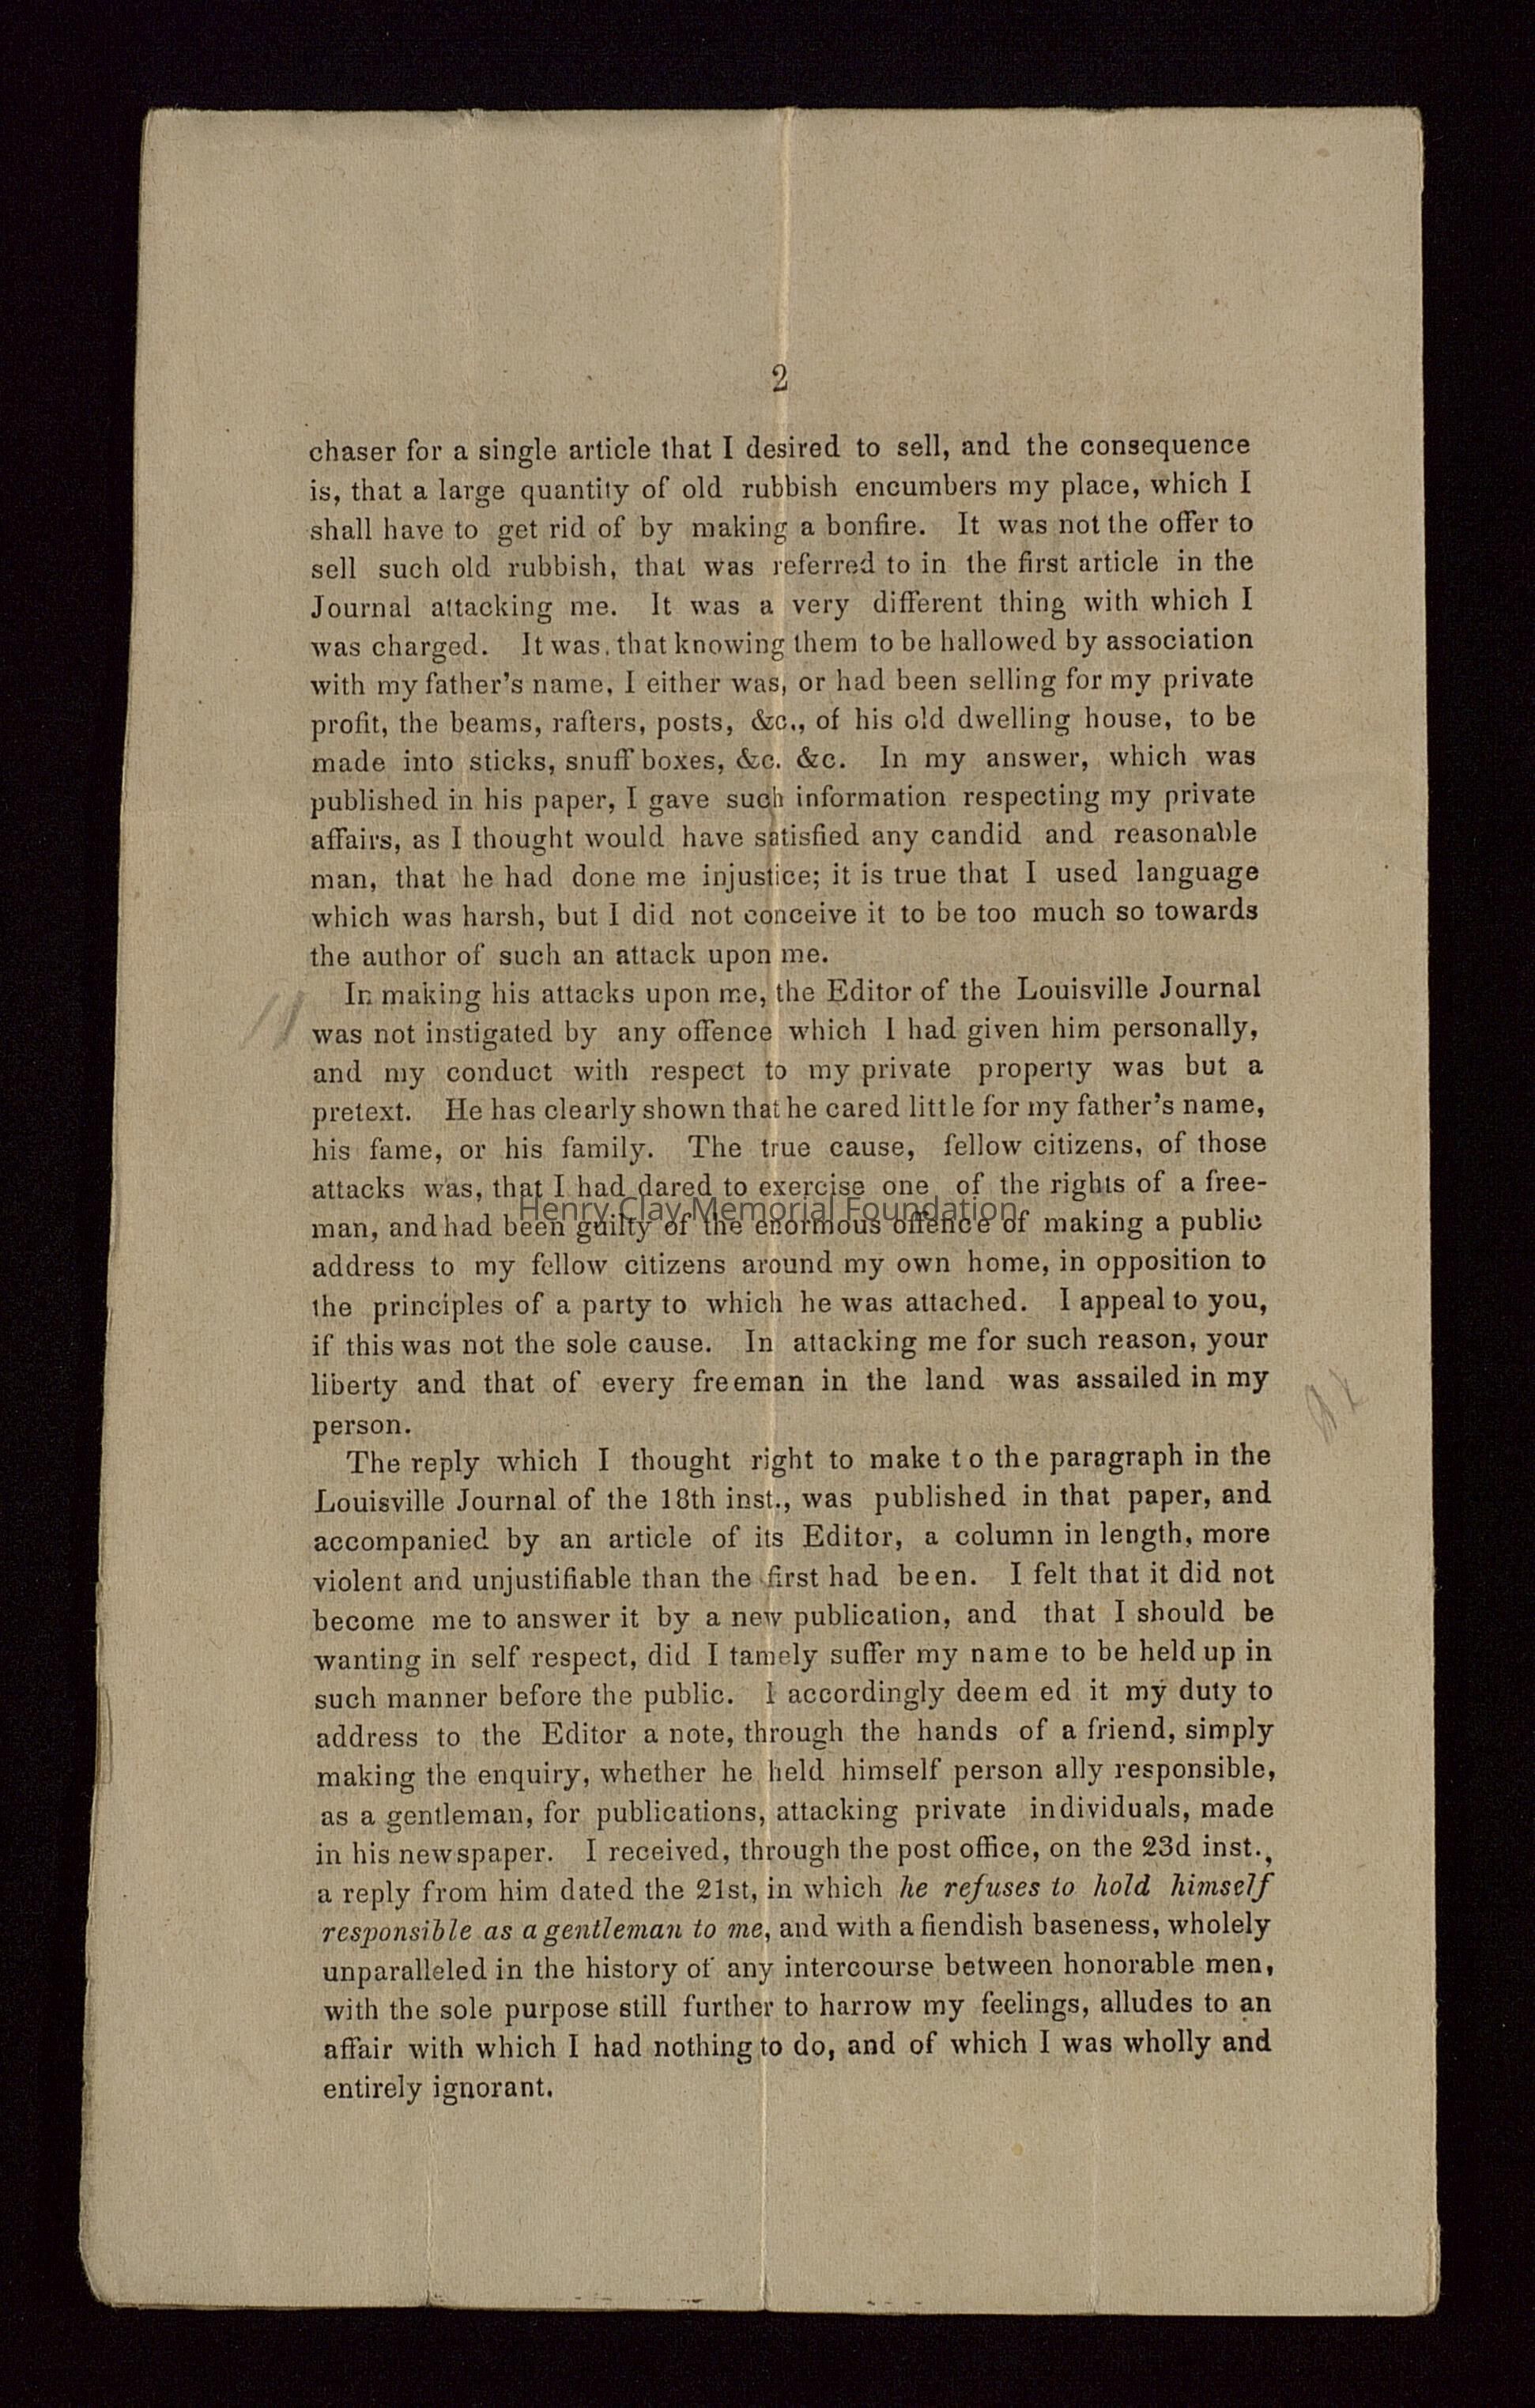 2
chaser for a single article that I desired to sell, and the consequence
is, that a large quantity of old rubbish encumbers my place, which I
shall have to get rid of by making a bonfire. It was not the offer to
sell such old rubbish, that was referred to in the first article in the
Journal attacking me. It was a very different thing with which I
was charged. It was, that knowing them to be hallowed by association
with my father's name, I either was, or had been selling for my private
profit, the beams, rafters, posts, &c., of his old dwelling house, to be
made into sticks, snuff boxes, &c. &c. In my answer, which was
published in his paper, I gave such information respecting my private
affairs, as I thought would have satisfied any candid and reasonable
man, that he had done me injustice; it is true that I used language
which was harsh, but I did not conceive it to be too much so towards
the author of such an attack upon me.
In making his attacks upon me, the Editor of the Louisville Journal
was not instigated by any offence which I had given him personally,
and my conduct with respect to my private property was but a
pretext. He has clearly shown that he cared little for my father's name,
his fame, or his family. The true cause, fellow citizens, of those
attacks was, that I had dared to exercise one of the rights of a free-
Henry Clay Memorial Foundation
man, and had been guilty of the enormous offence of making a public
address to my fellow citizens around my own home, in opposition to
the principles of a party to which he was attached. I appeal to you,
if this was not the sole cause. In attacking me for such reason, your
liberty and that of every freeman in the land was assailed in my
person.
The reply which I thought right to make to the paragraph in the
Louisville Journal of the 18th inst., was published in that paper, and
accompanied by an article of its Editor, a column in length, more
violent and unjustifiable than the first had been. I felt that it did not
become me to answer it by a new publication, and that I should be
wanting in self respect, did I tamely suffer my name to be held up in
such manner before the public. I accordingly deem ed it my duty to
address to the Editor a note, through the hands of a friend, simply
making the enquiry, whether he held himself person ally responsible,
as a gentleman, for publications, attacking private individuals, made
in his newspaper. I received, through the post office, on the 23d inst.,
a reply from him dated the 21st, in which he refuses to hold himself
responsible as a gentleman to me, and with a fiendish baseness, wholely
unparalleled in the history of any intercourse between honorable men,
with the sole purpose still further to harrow my feelings, alludes to an
affair with which I had nothing to do, and of which I was wholly and
entirely ignorant.